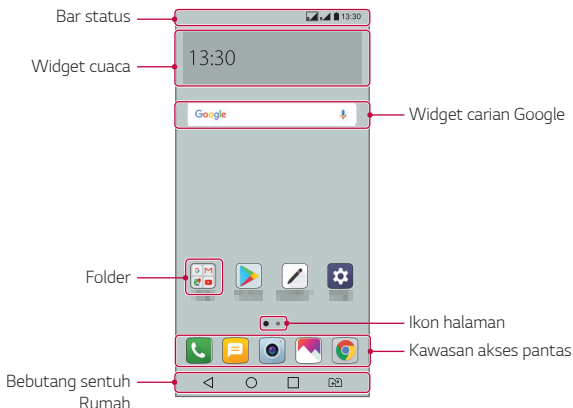 Bar status
13:30
Widget cuaca
13:30
Google
Widget carian Google
Folder
Ikon halaman
Kawasan akses pantas
Bebutang sentuh
Rumah